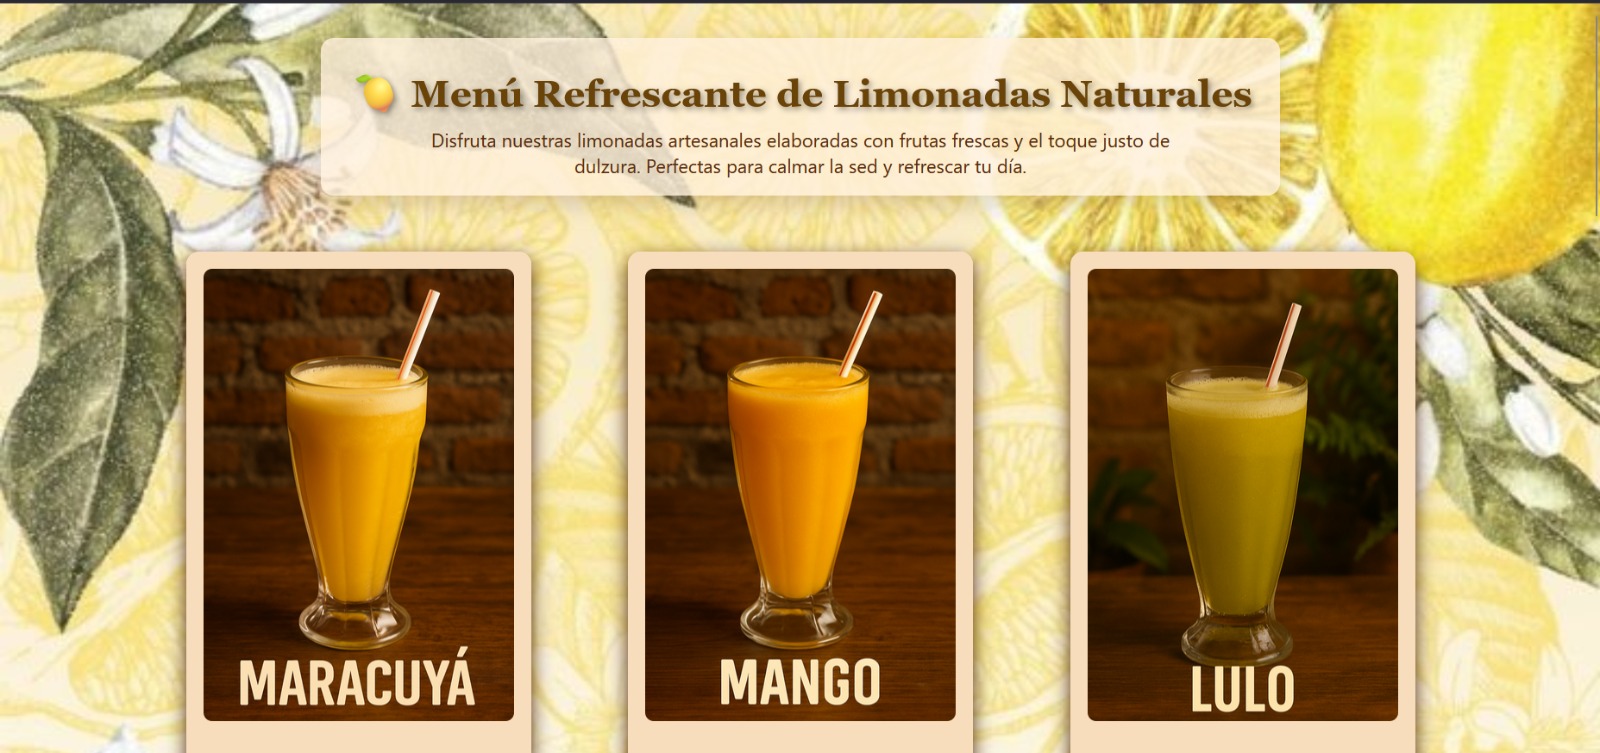 🍋 Menú Refrescante de Limonadas Naturales
Disfruta nuestras limonadas artesanales elaboradas con frutas frescas y el toque justo de
dulzura. Perfectas para calmar la sed y refrescar tu día.
MARACUYÁ
MANGO
LULO